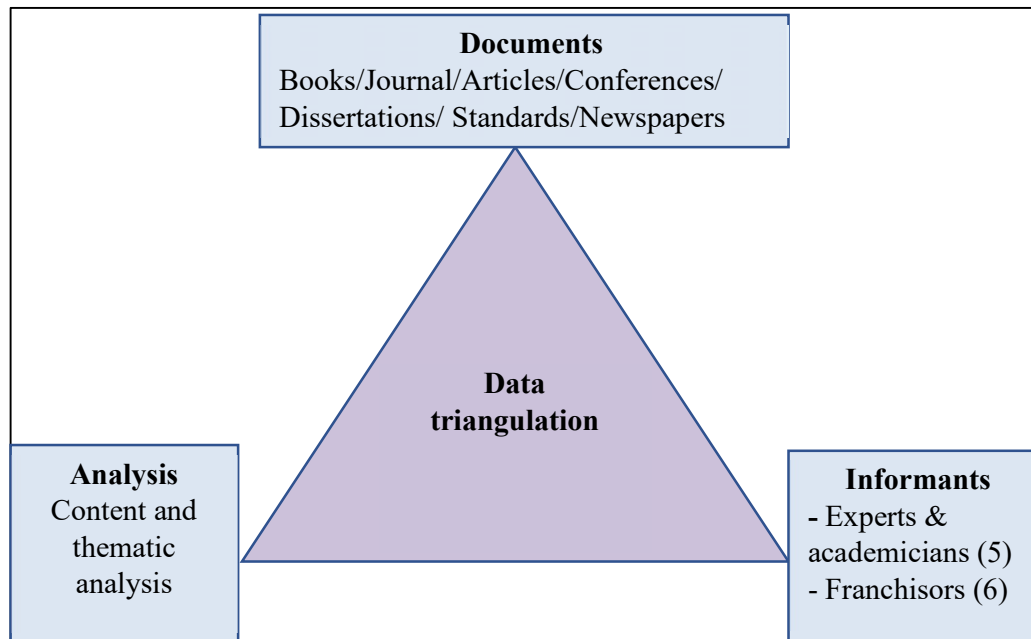 Documents
Books/Journal/Articles/Conferences/
Dissertations/ Standards/Newspapers
Data
triangulation
Analysis
Content and
thematic
analysis
Informants
- Experts &
academicians (5)
- Franchisors (6)